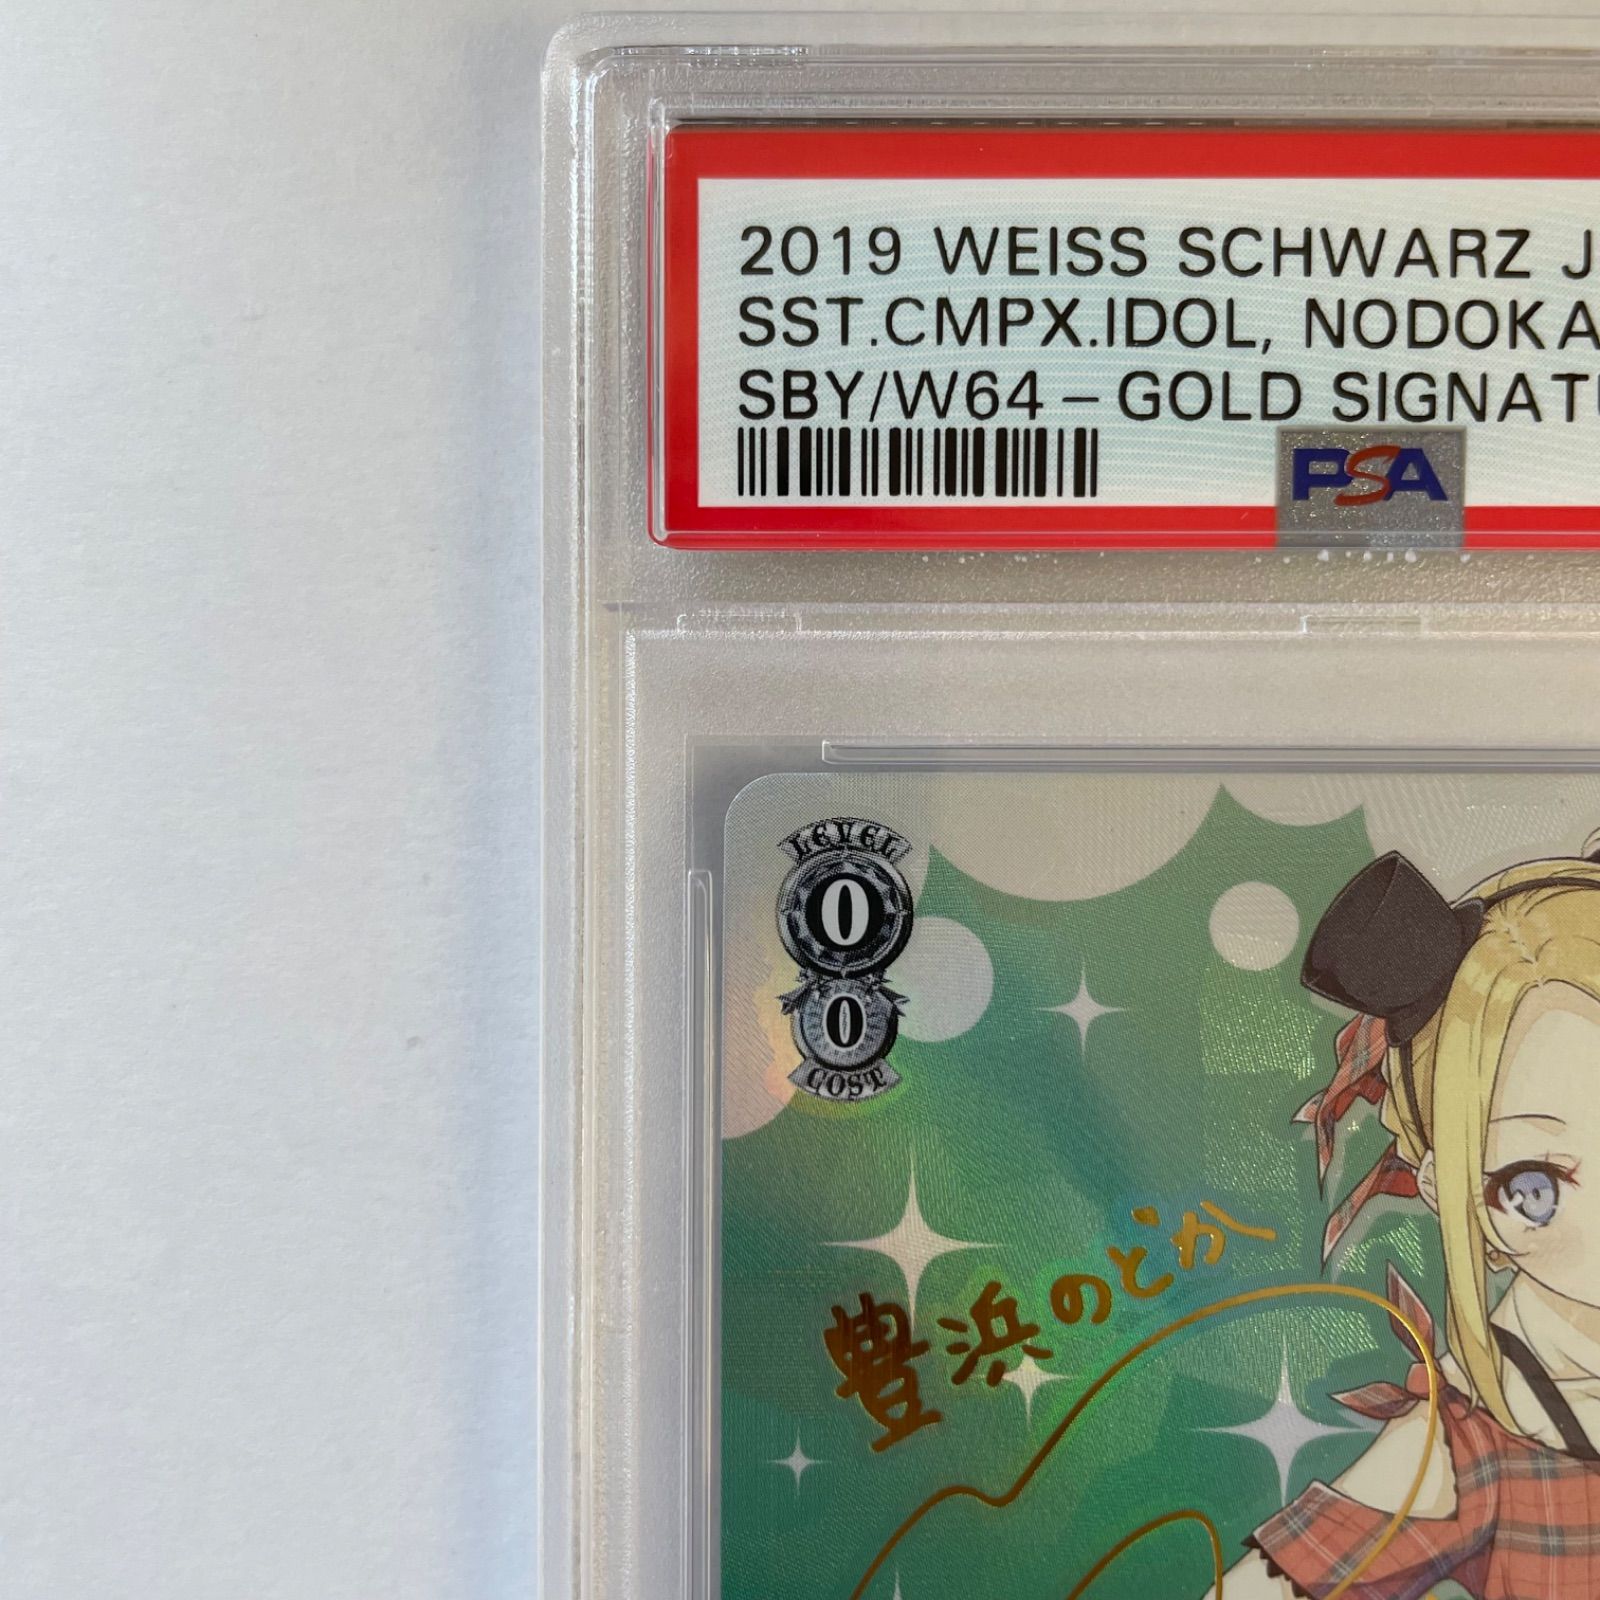 2019 WEISS SCHWARZ J
SST.CMPX.IDOL, NODOKA
SBY/W64-GOLD SIGNATU
PSA
LEVEL
0
0
COST
豊浜のどか